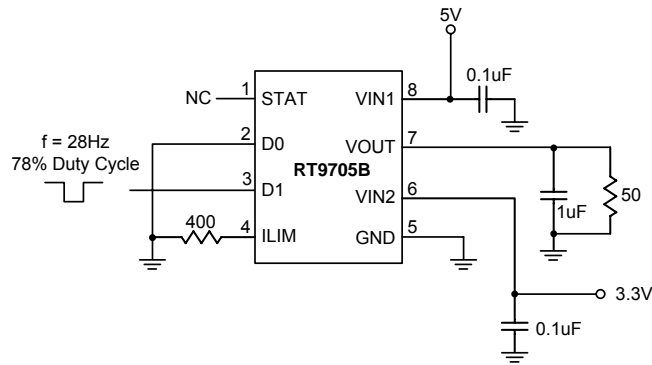 5V
0.1uF
NC
1
STAT
VIN1
8
f = 28Hz
78% Duty Cycle
2
D0
VOUT
7
RT9705B
3
D1
VIN2
6
1uF
50
400
4
ILIM
GND
5
3.3V
0.1uF